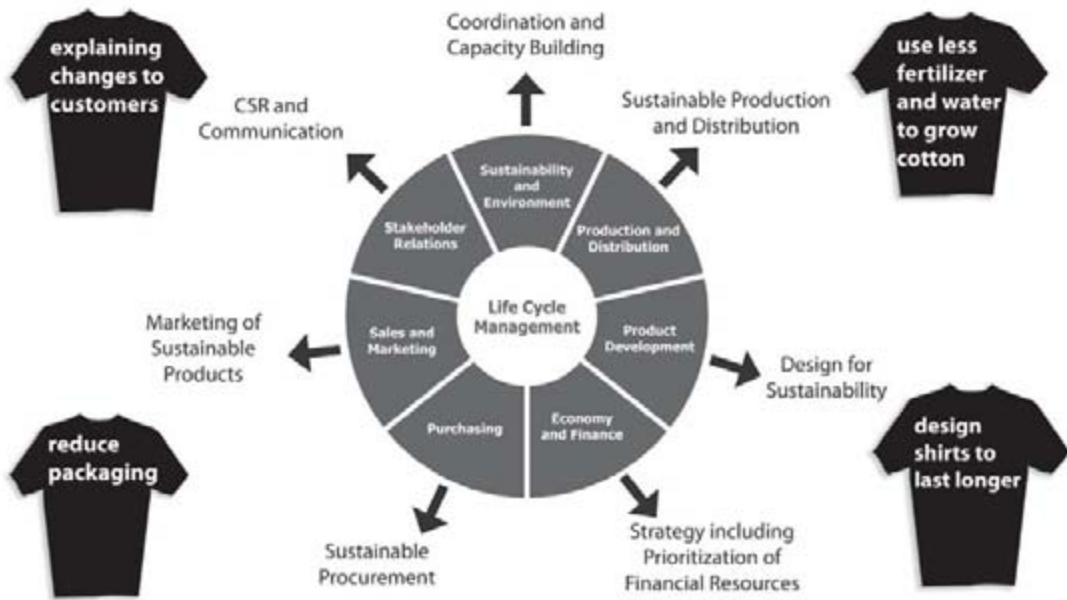 explaining
changes to
customers
Coordination and
Capacity Building
use less
fertilizer
and water
to grow
cotton
CSR and
Communication
Sustainable Production
and Distribution
Sustainability
and
Environment
Stakeholder
Relations
Production and
Distribution
Life Cycle
Management
Marketing of
Sustainable
Products
Sales and
Marketing
Product
Development
Design for
Sustainability
Purchasing
Economy
and Finance
reduce
packaging
design
shirts to
last longer
Sustainable
Procurement
Strategy including
Prioritization of
Financial Resources